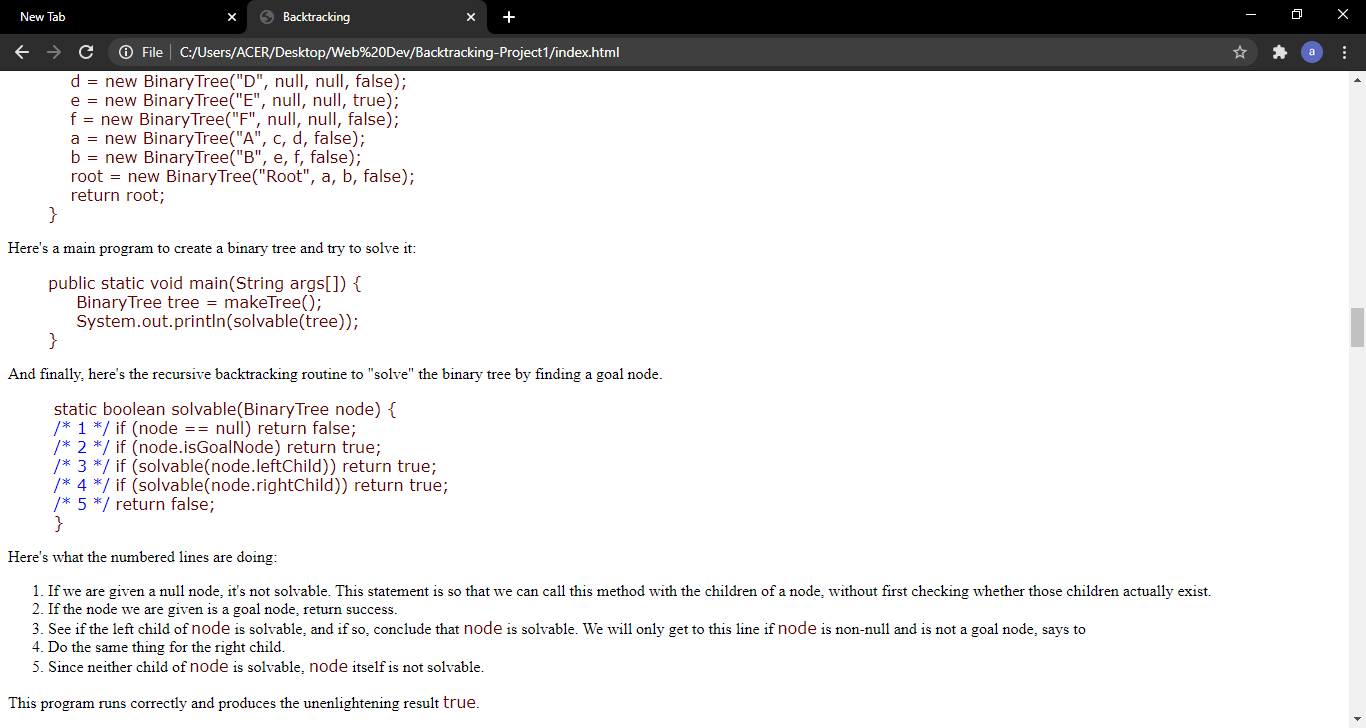 New Tab
Backtracking
File
C:/Users/ACER/Desktop/Web%20Dev/Backtracking-Project1/index.html
a
d = new BinaryTree("D", null, null, false);
e = new BinaryTree("E", null, null, true);
f = new BinaryTree("F", null, null, false);
a = new BinaryTree("A", c, d, false);
b = new BinaryTree("B", e, f, false);
root = new BinaryTree("Root", a, b, false);
return root;
}
Here's a main program to create a binary tree and try to solve it:
public static void main(String args[]) {
BinaryTree tree = makeTree();
System.out.println(solvable(tree));
}
And finally, here's the recursive backtracking routine to "solve" the binary tree by finding a goal node.
static boolean solvable(BinaryTree node) {
/* 1 */ if (node == null) return false;
/* 2 */ if (node.isGoalNode) return true;
/* 3 */ if (solvable(node.leftChild)) return true;
/* 4 */ if (solvable(node.rightChild)) return true;
/* 5 */ return false;
}
Here's what the numbered lines are doing:
1. If we are given a null node, it's not solvable. This statement is so that we can call this method with the children of a node, without first checking whether those children actually exist.
2. If the node we are given is a goal node, return success.
3. See if the left child of node is solvable, and if so, conclude that node is solvable. We will only get to this line if node is non-null and is not a goal node, says to
4. Do the same thing for the right child.
5. Since neither child of node is solvable, node itself is not solvable.
This program runs correctly and produces the unenlightening result true.